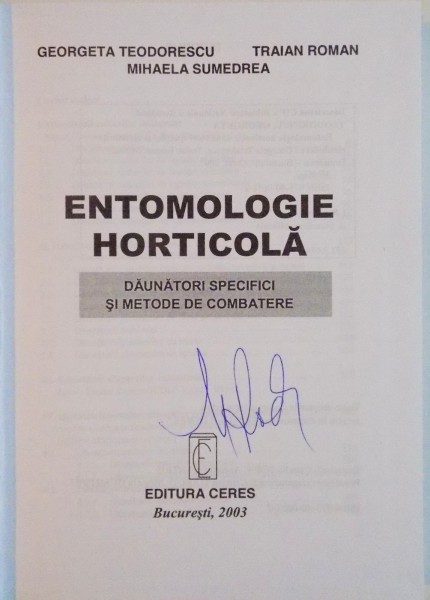 GEORGETA TEODORESCU TRAIAN ROMAN
MIHAELA SUMEDREA
ENTOMOLOGIE
HORTICOLĂ
DĂUNĂTORI SPECIFICI
ŞI METODE DE COMBATERE
EDITURA CERES
Bucureşti, 2003